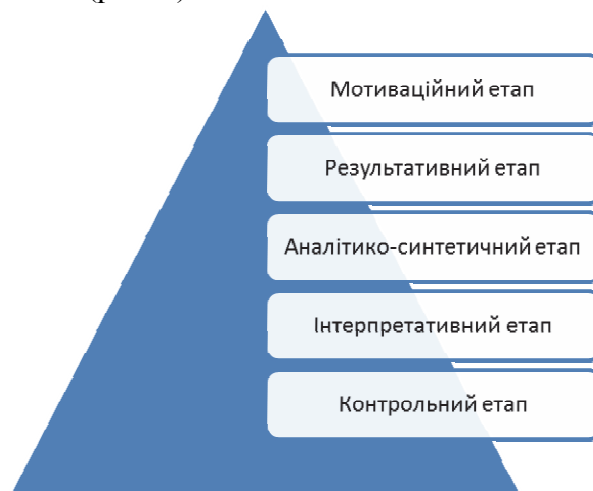 Мотиваційний етап
Результативний етап
Аналітико-синтетичний етап
Інтерпретативний етап
Контрольний етап